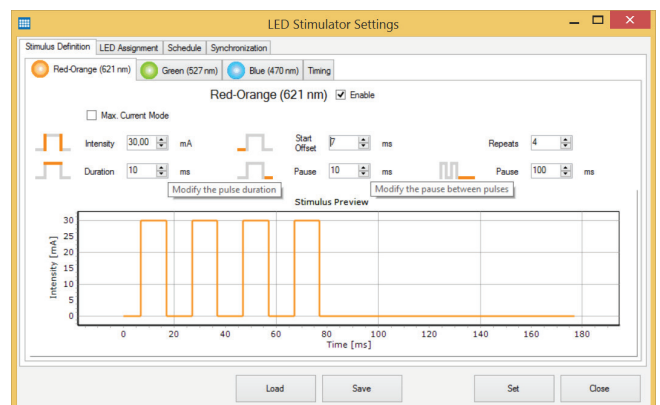 LED Stimulator Settings
Stimulus Definition LED Assignment Schedule Synchronization
Red-Orange (621 nm) Green (527 nm) Blue (470 nm) Timing
Red-Orange (621 nm) Enable
Max. Current Mode
Intensity 30,00 mA Start Offset 7 ms Repeats 4
Duration 10 ms Pause 10 ms Pause 100 ms
Modify the pulse duration Modify the pause between pulses
Stimulus Preview
Intensity [mA]
30
25
20
15
10
5
0
0 20 40 60 80 100 120 140 160 180
Time [ms]
Load Save Set Close